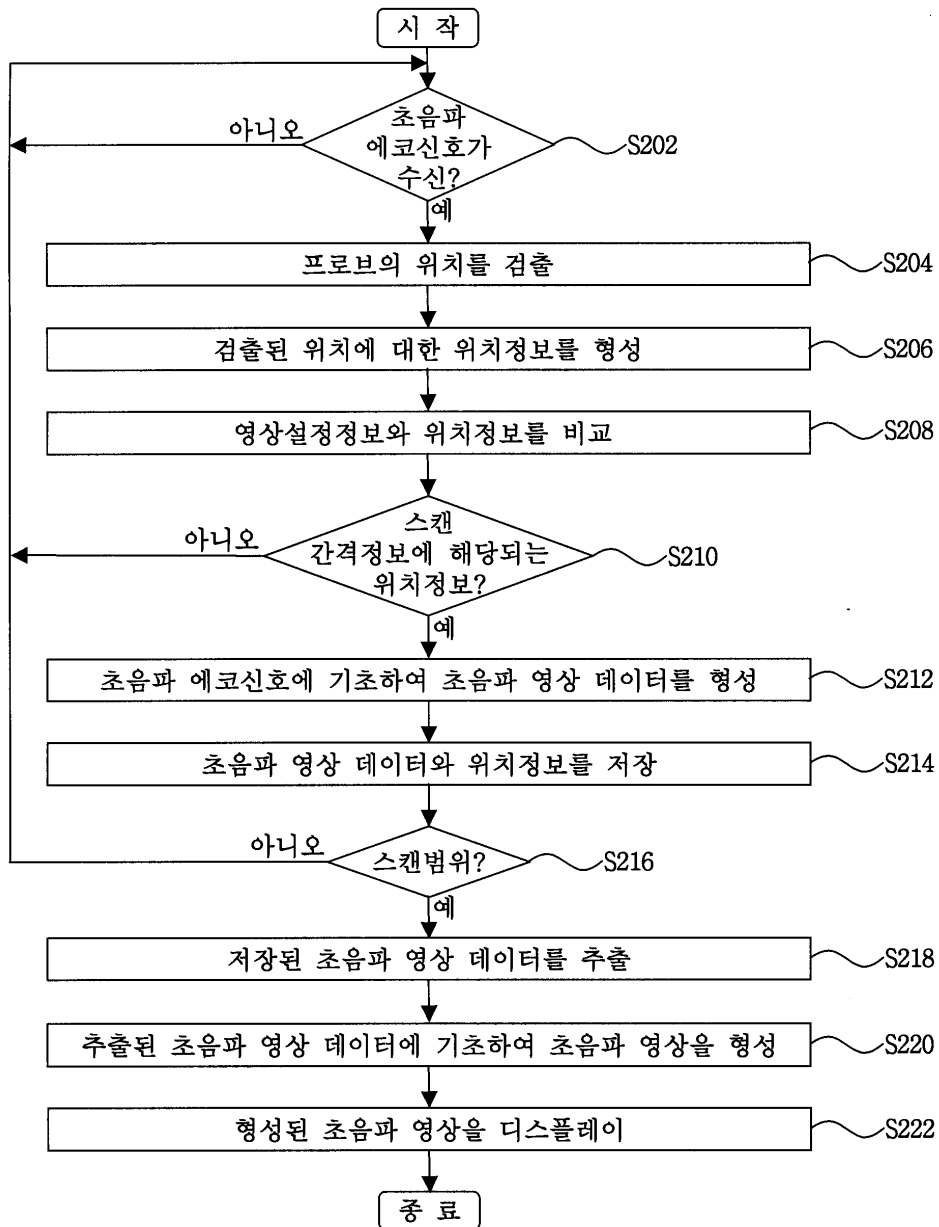 시 작
아니오
초음파
에코신호가
수신?
S202
예
프로브의 위치를 검출
S204
검출된 위치에 대한 위치정보를 형성
S206
영상설정정보와 위치정보를 비교
S208
아니오
스캔
간격정보에 해당되는
위치정보?
S210
예
초음파 에코신호에 기초하여 초음파 영상 데이터를 형성
S212
초음파 영상 데이터와 위치정보를 저장
S214
아니오
스캔범위?
S216
예
저장된 초음파 영상 데이터를 추출
S218
추출된 초음파 영상 데이터에 기초하여 초음파 영상을 형성
S220
형성된 초음파 영상을 디스플레이
S222
종 료